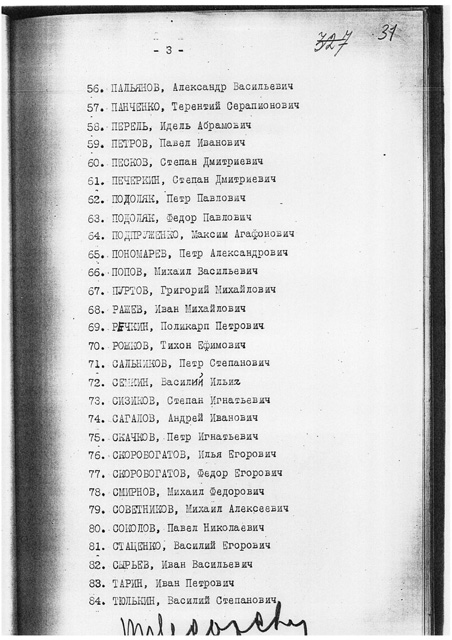 - 3 -
327 31
56. ПАЛЬЯНОВ, Александр Васильевич
57. ПАНЧЕНКО, Терентий Серапионович
58. ПЕРЕЛЬ, Идель Абрамович
59. ПЕТРОВ, Павел Иванович
60. ПЕСКОВ, Степан Дмитриевич
61. ПЕЧЕРКИН, Степан Дмитриевич
62. ПОДОЛЯК, Петр Павлович
63. ПОДОЛЯК, Федор Павлович
64. ПОДПРУЖЕНКО, Максим Агафонович
65. ПОНОМАРЕВ, Петр Александрович
66. ПОПОВ, Михаил Васильевич
67. ПУРТОВ, Григорий Михайлович
68. РАШЕВ, Иван Михайлович
69. РЕЧКИН, Поликарп Петрович
70. РОЖКОВ, Тихон Ефимович
71. САЛЬНИКОВ, Петр Степанович
72. Василий Ильич
73. СИЗИКОВ, Степан Игнатьевич
74. САГАЛОВ, Андрей Иванович
75. СКАЧКОВ, Петр Игнатьевич
76. СКОРОБОГАТОВ, Илья Егорович
77. СКОРОБОГАТОВ, Федор Егорович
78. СМИРНОВ, Михаил Федорович
79. СОВЕТНИКОВ, Михаил Алексеевич
80. СОКОЛОВ, Павел Николаевич
81. СТАЦЕНКО, Василий Егорович
82. СЫРЬЕВ, Иван Васильевич
83. ТАРИН, Иван Петрович
84. ТЮЛЬКИН, Василий Степанович